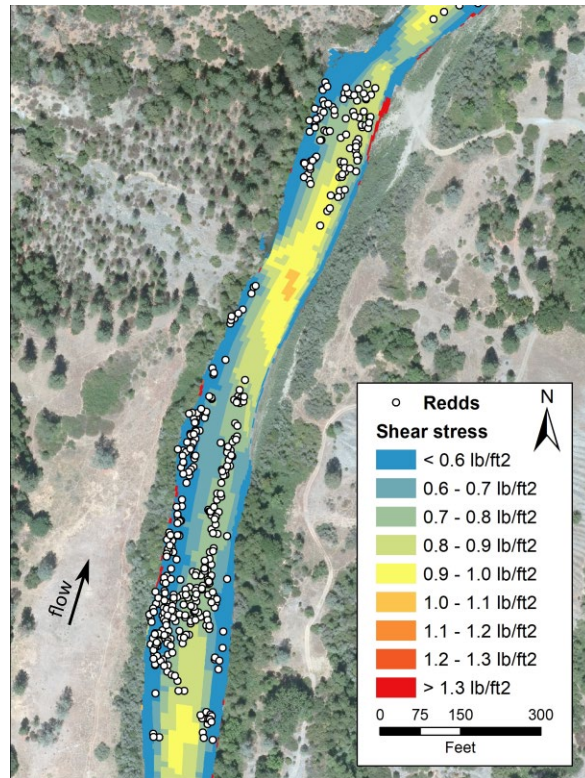 flow
N
Redds
Shear stress
< 0.6 lb/ft2
0.6 - 0.7 lb/ft2
0.7 - 0.8 lb/ft2
0.8 - 0.9 lb/ft2
0.9 - 1.0 lb/ft2
1.0 - 1.1 lb/ft2
1.1 - 1.2 lb/ft2
1.2 - 1.3 lb/ft2
> 1.3 lb/ft2
0 75 150 300
Feet